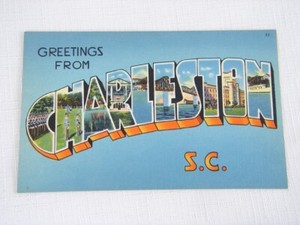 GREETINGS
FROM
CHARLESTON
S.C.